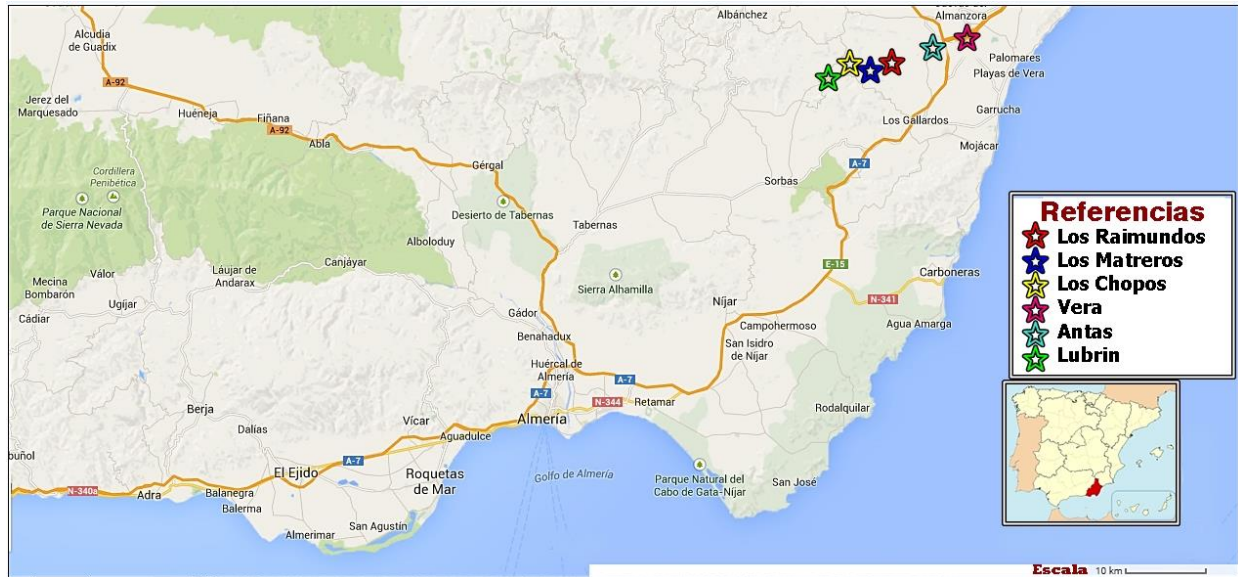 Albánchez
Almanzora
Alcudia
de Guadix
Palomares
Playas de Vera
A-92
Jerez del
Marquesado
Huéneja
Fiñana
Garrucha
Los Gallardos
A-92
Abla
Mojácar
Gérgal
A-7
Cordillera
Penibética
Sorbas
Parque Nacional
de Sierra Nevada
Desierto de Tabernas
Tabernas
Alboloduy
Referencias
Los Raimundos
Los Matreros
Los Chopos
Vera
Antas
Lubrin
Canjáyar
Láujar de
Andarax
Válor
Mecina
Bombarón
Ugíjar
Cádiar
E-15
Carboneras
Sierra Alhamilla
Níjar
N-341
Gádor
Campohermoso
Agua Amarga
Benahadux
San Isidro
de Níjar
Huércal de
Almería
A-7
A-7
N-344
Retamar
Rodalquilar
Berja
Vícar
Almería
Dalías
Aguadulce
buñol
A-7
El Ejido
Roquetas
de Mar
Golfo de Almería
Parque Natural del
Cabo de Gata-Níjar
San José
N-340a
Adra
Balanegra
Balerma
San Agustín
Almerimar
Escala 10 km